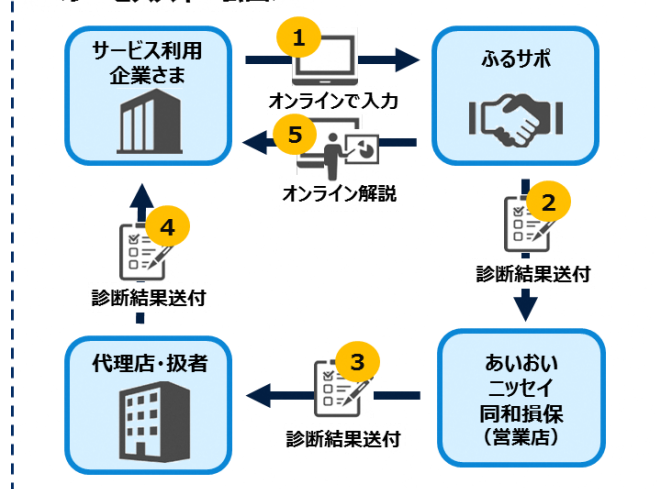 サービス利用
企業さま
1
オンラインで入力
ふるサポ
5
オンライン解説
4
診断結果送付
2
診断結果送付
代理店・扱者
3
診断結果送付
あいおい
ニッセイ
同和損保
(営業店)